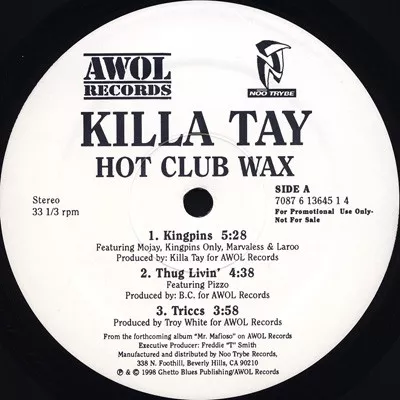 AWOL
RECORDS
NOO TRYBE
KILLA TAY
HOT CLUB WAX
Stereo
33 1/3 rpm
SIDE A
7087 6 13645 1 4
For Promotional Use Only-
Not For Sale
1. Kingpins 5:28
Featuring Mojay, Kingpins Only, Marvaless & Laroo
Produced by: Killa Tay for AWOL Records
2. Thug Livin' 4:38
Featuring Pizzo
Produced by: B.C. for AWOL Records
3. Triccs 3:58
Produced by Troy White for AWOL Records
From the forthcoming album "Mr. Mafioso" on AWOL Records
Executive Producer: Freddie "T" Smith
Manufactured and distributed by Noo Trybe Records,
338 N. Foothill, Beverly Hills, CA 90210
℗ & © 1998 Ghetto Blues Publishing/AWOL Records